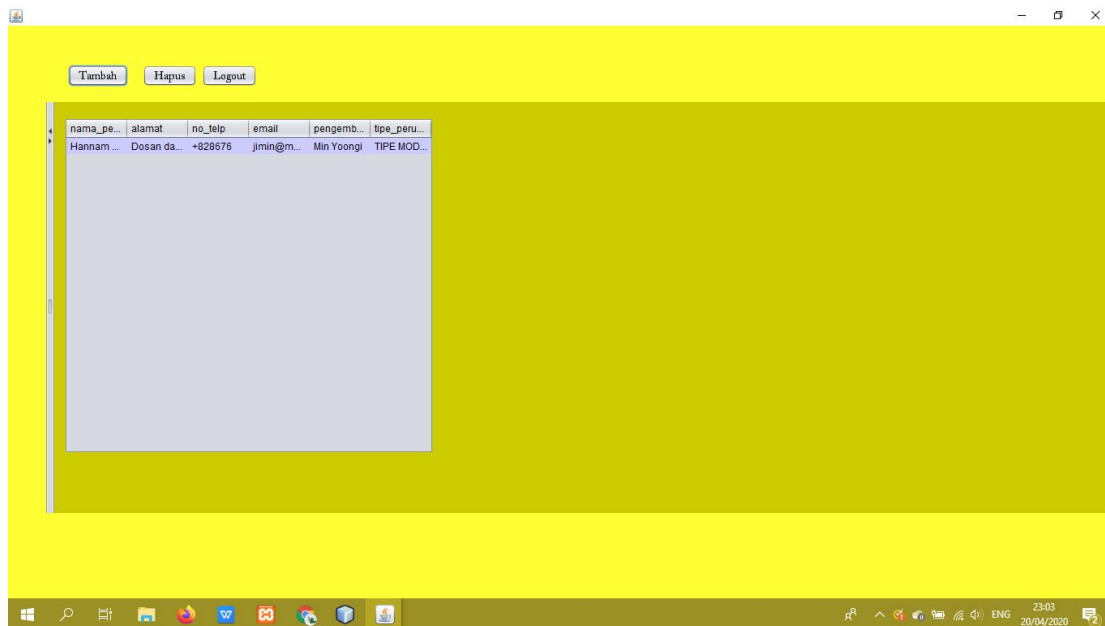 Tambah Hapus Logout
nama_pe... alamat no_telp email pengemb... tipe_peru...
Hannam ... Dosan da... +828676 jimin@m... Min Yoongi TIPE MOD...
ENG 23:03
20/04/2020